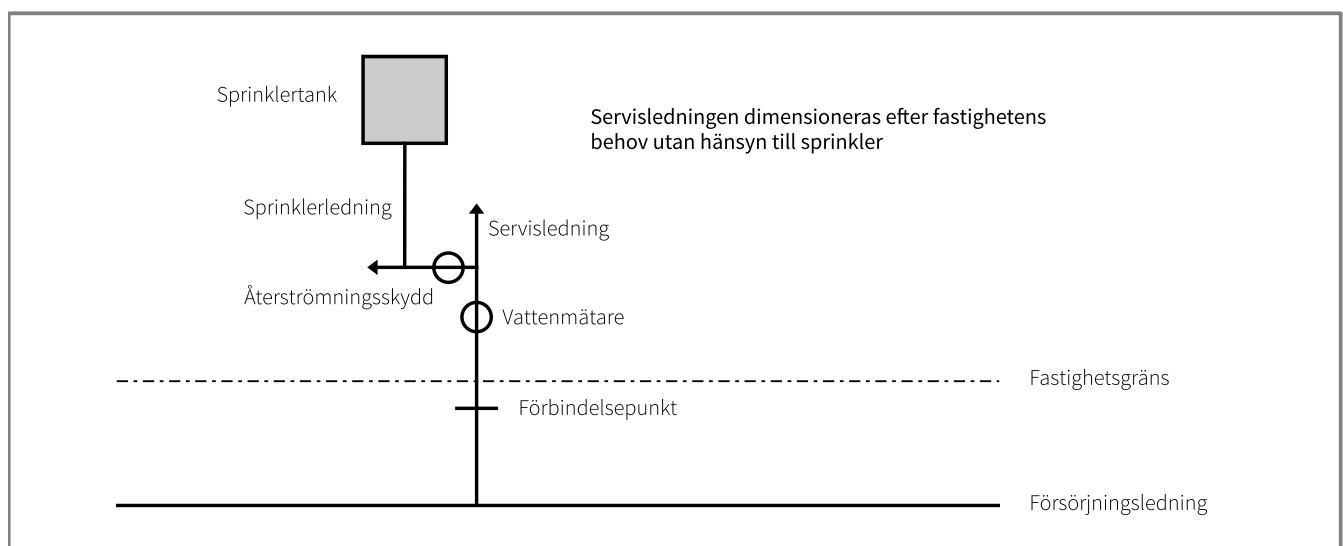 Sprinklertank
Servisledningen dimensioneras efter fastighetens
behov utan hänsyn till sprinkler
Sprinklerledning
Servisledning
Återströmningsskydd
Vattenmätare
Fastighetsgräns
Förbindelsepunkt
Försörjningsledning